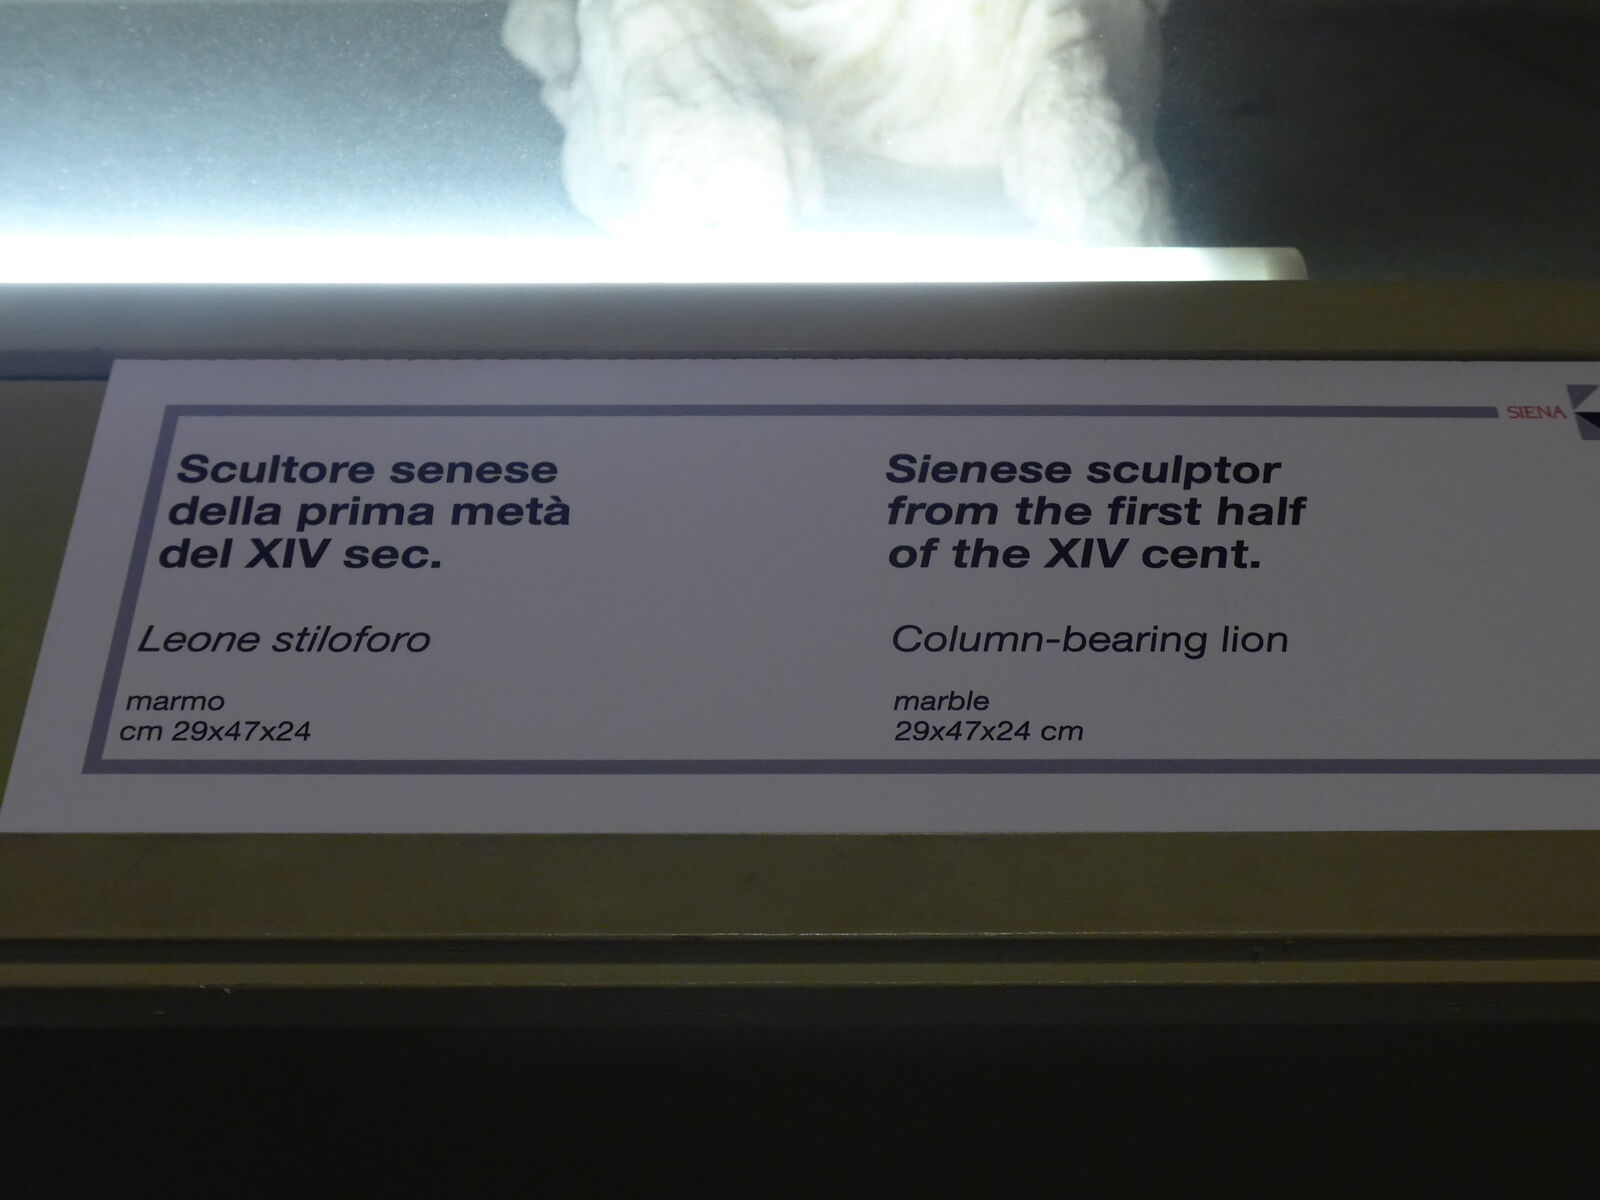 SIENA
Scultore senese
della prima metà
del XIV sec.
Leone stiloforo
marmo
cm 29x47x24
Sienese sculptor
from the first half
of the XIV cent.
Column-bearing lion
marble
29x47x24 cm